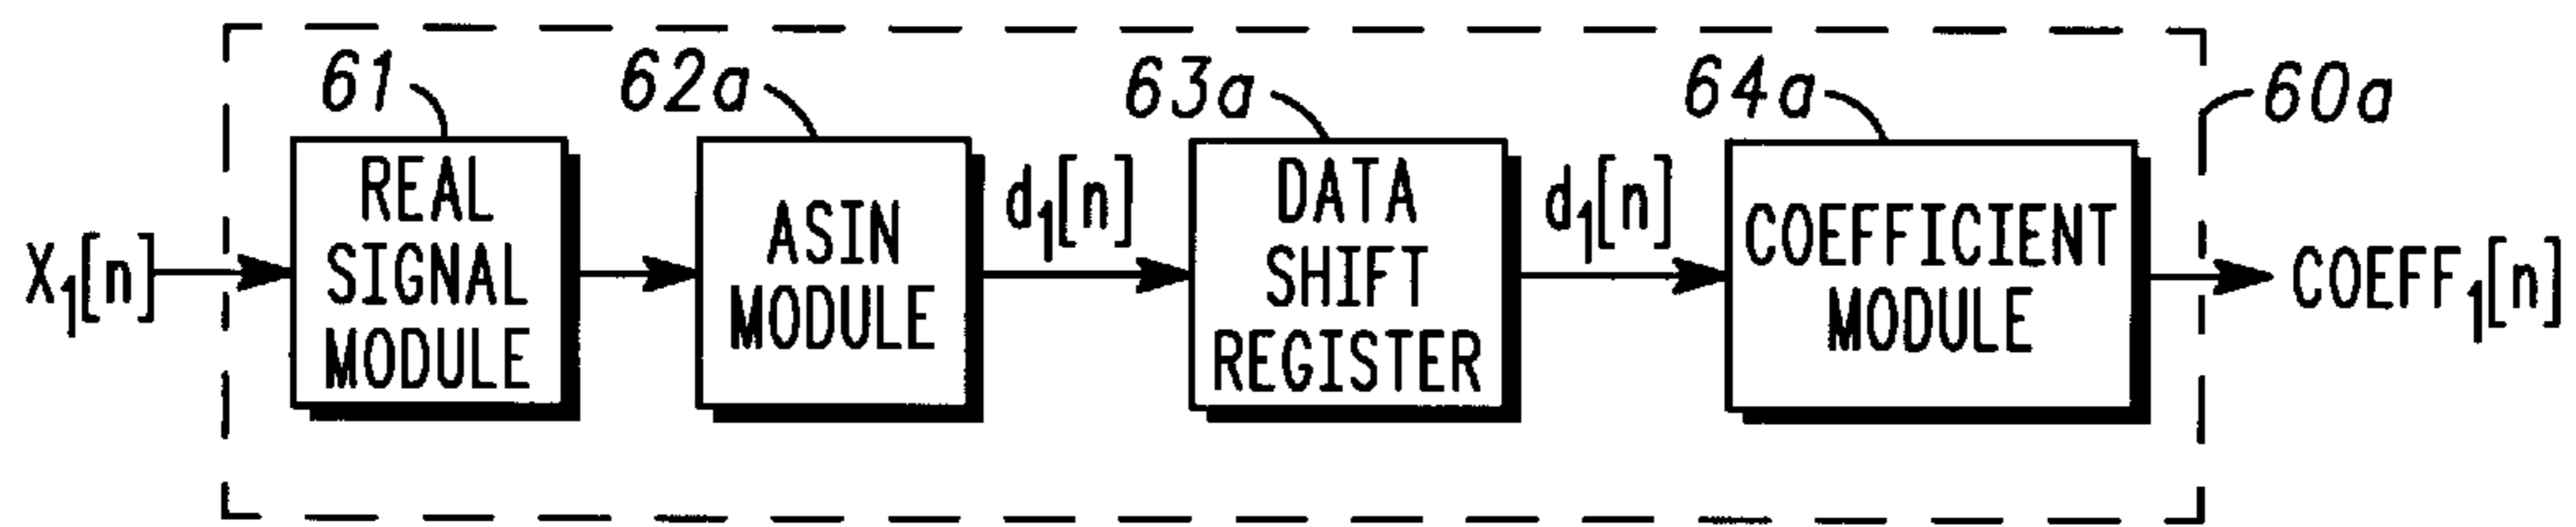 61
62a
63a
64a
60a
X1[n]
REAL
SIGNAL
MODULE
ASIN
MODULE
d1[n]
DATA
SHIFT
REGISTER
d1[n]
COEFFICIENT
MODULE
COEFF1[n]